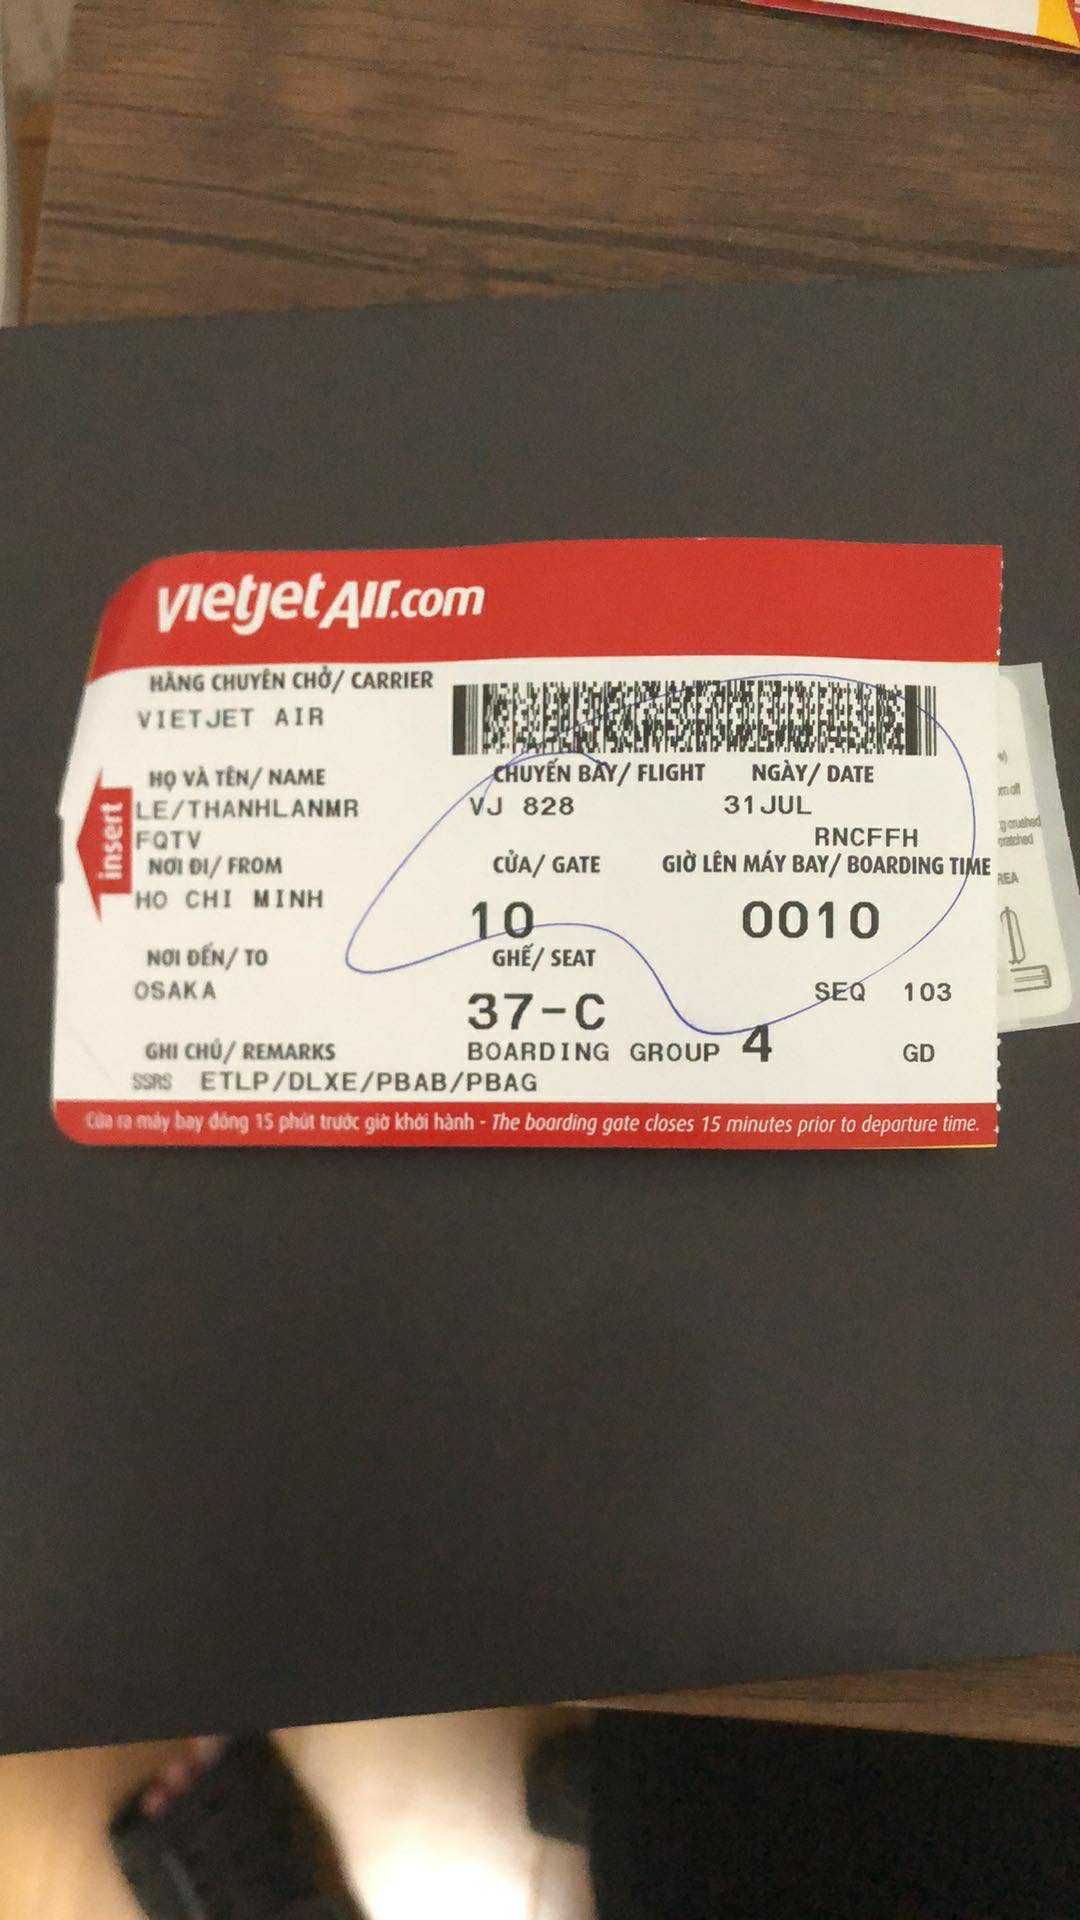 vietjet Air.com
HÃNG CHUYÊN CHỞ/ CARRIER
VIETJET AIR
HỌ VÀ TÊN/ NAME
CHUYẾN BAY/ FLIGHT NGÀY/ DATE
LE/THANHLANMR
VJ 828 31JUL
FQTV
RNCFFH
NƠI ĐI/ FROM
CỬA/ GATE GIỜ LÊN MÁY BAY/ BOARDING TIME
HO CHI MINH
10 0010
NƠI ĐẾN/ TO
GHẾ/ SEAT
OSAKA
37-C
SEQ 103
GHI CHÚ/ REMARKS
BOARDING GROUP 4 GD
SSRS ETLP/DLXE/PBAB/PBAG
Cửa ra máy bay đóng 15 phút trước giờ khởi hành - The boarding gate closes 15 minutes prior to departure time.
insert
crushed